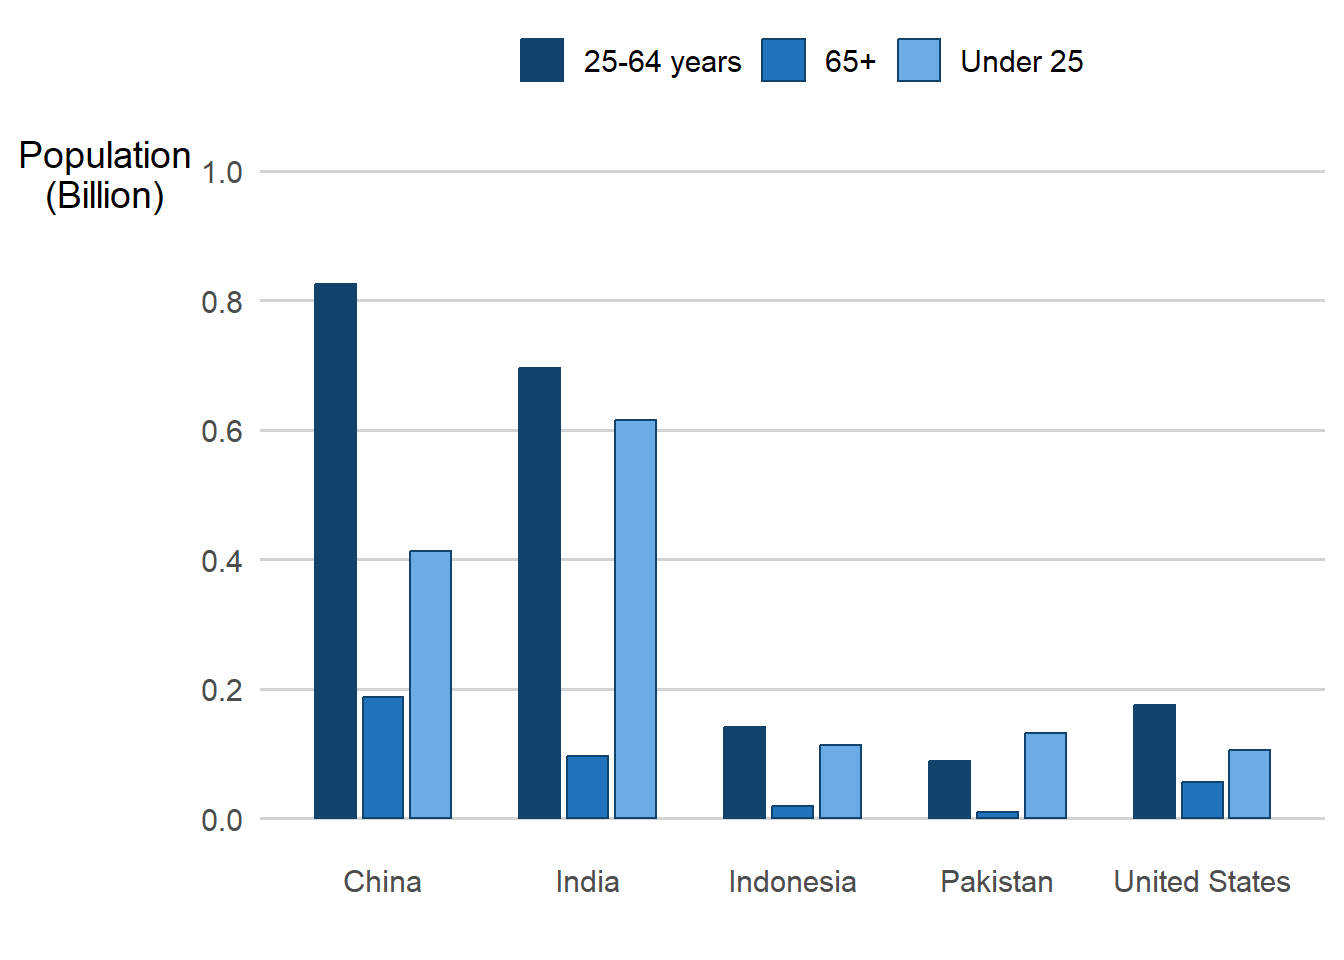 25-64 years 65+ Under 25
Population
(Billion)
1.0
0.8
0.6
0.4
0.2
0.0
China India Indonesia Pakistan United States